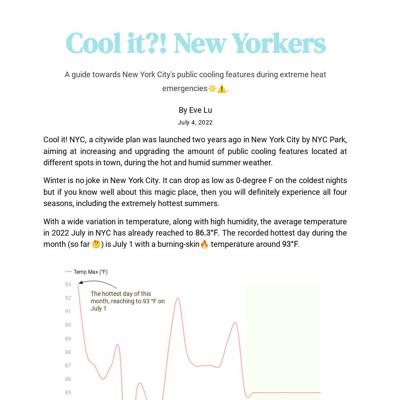 Cool it?! New Yorkers
A guide towards New York City's public cooling features during extreme heat
emergencies☀️⚠️.
By Eve Lu
July 4, 2022
Cool it! NYC, a citywide plan was launched two years ago in New York City by NYC Park,
aiming at increasing and upgrading the amount of public cooling features located at
different spots in town, during the hot and humid summer weather.
Winter is no joke in New York City. It can drop as low as 0-degree F on the coldest nights
but if you know well about this magic place, then you will definitely experience all four
seasons, including the extremely hottest summers.
With a wide variation in temperature, along with high humidity, the average temperature
in 2022 July in NYC has already reached to 86.3°F. The recorded hottest day during the
month (so far 🤔) is July 1 with a burning-skin🔥 temperature around 93°F.
Temp Max (°F)
The hottest day of this
month, reaching to 93 °F on
July 1
93
92
91
90
89
88
87
86
85